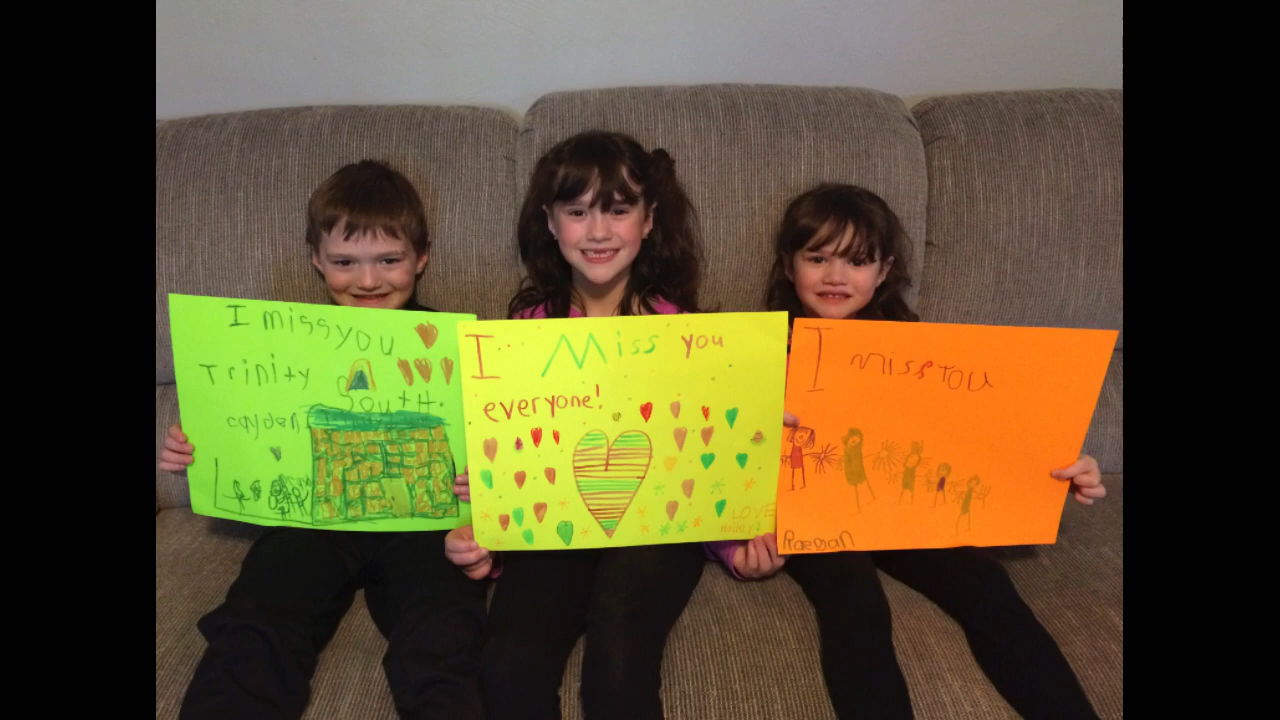 I miss you
Trinity
South.
cayden
I... Miss you
everyone!
LOVE
I miss you
Raegan